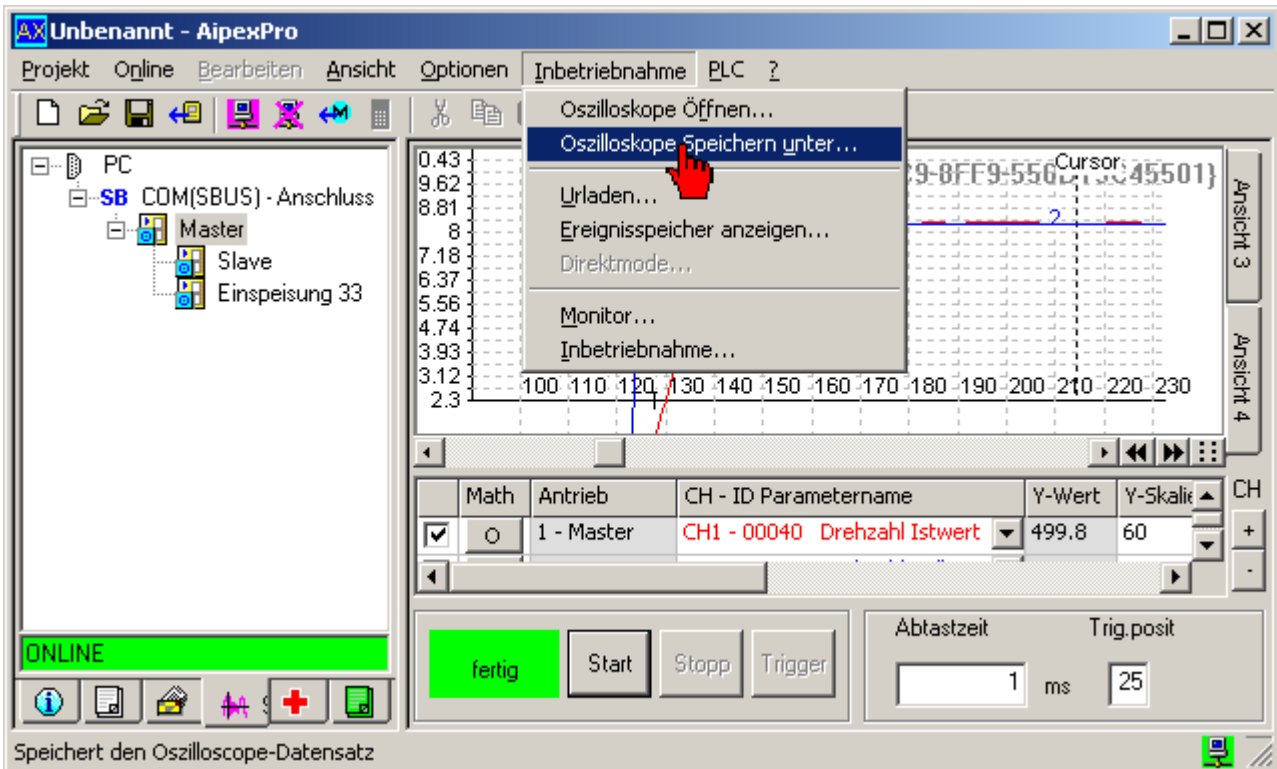 AX Unbenannt - AipexPro
Projekt Online Bearbeiten Ansicht Optionen Inbetriebnahme PLC ?
Oszilloskope Öffnen...
Oszilloskope Speichern unter...
Urladen...
Ereignisspeicher anzeigen...
Direktmode...
Monitor...
Inbetriebnahme...
PC
SB COM(SBUS) - Anschluss
Master
Slave
Einspeisung 33
ONLINE
0.43
9.62
8.81
8
7.18
6.37
5.56
4.74
3.93
3.12
2.3
Cursor
2
100 110 120 130 140 150 160 170 180 190 200 210 220 230
Ansicht 3
Ansicht 4
Math Antrieb CH - ID Parametername Y-Wert Y-Skalie CH
1 - Master CH1 - 00040 Drehzahl Istwert 499.8 60
+
-
fertig Start Stopp Trigger
Abtastzeit Trig.posit
1 ms 25
Speichert den Oszilloscope-Datensatz